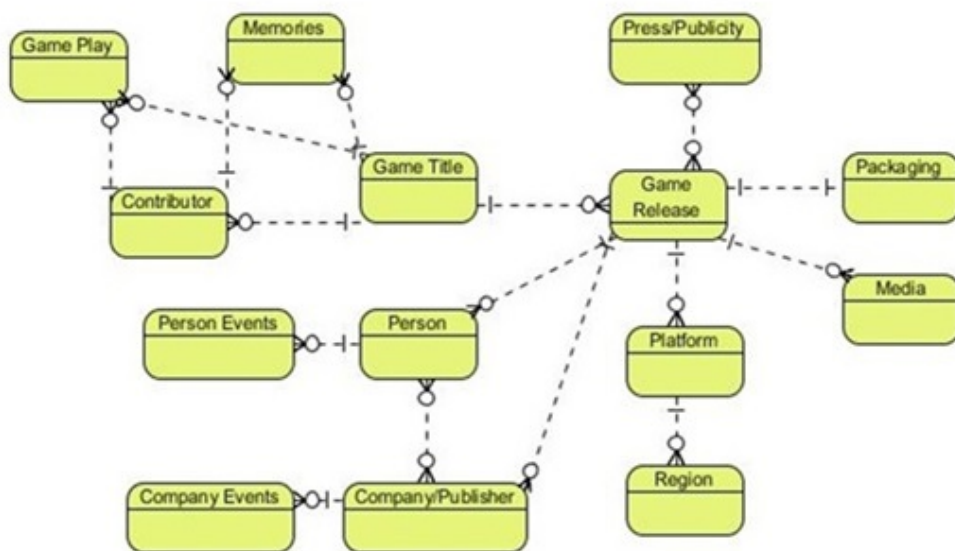 Game Play
Memories
Press/Publicity
Game Title
Packaging
Contributor
Game
Release
Media
Person Events
Person
Platform
Company Events
Company/Publisher
Region